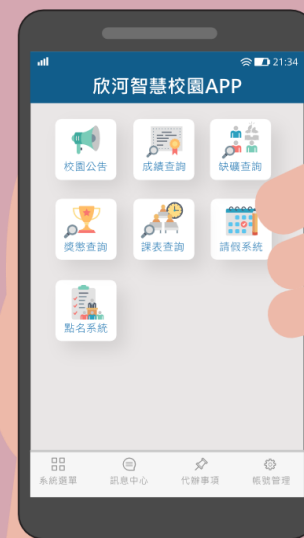 21:34
欣河智慧校園APP
校園公告
成績查詢
缺曠查詢
獎懲查詢
課表查詢
請假系統
點名系統
系統選單
訊息中心
代辦事項
帳號管理